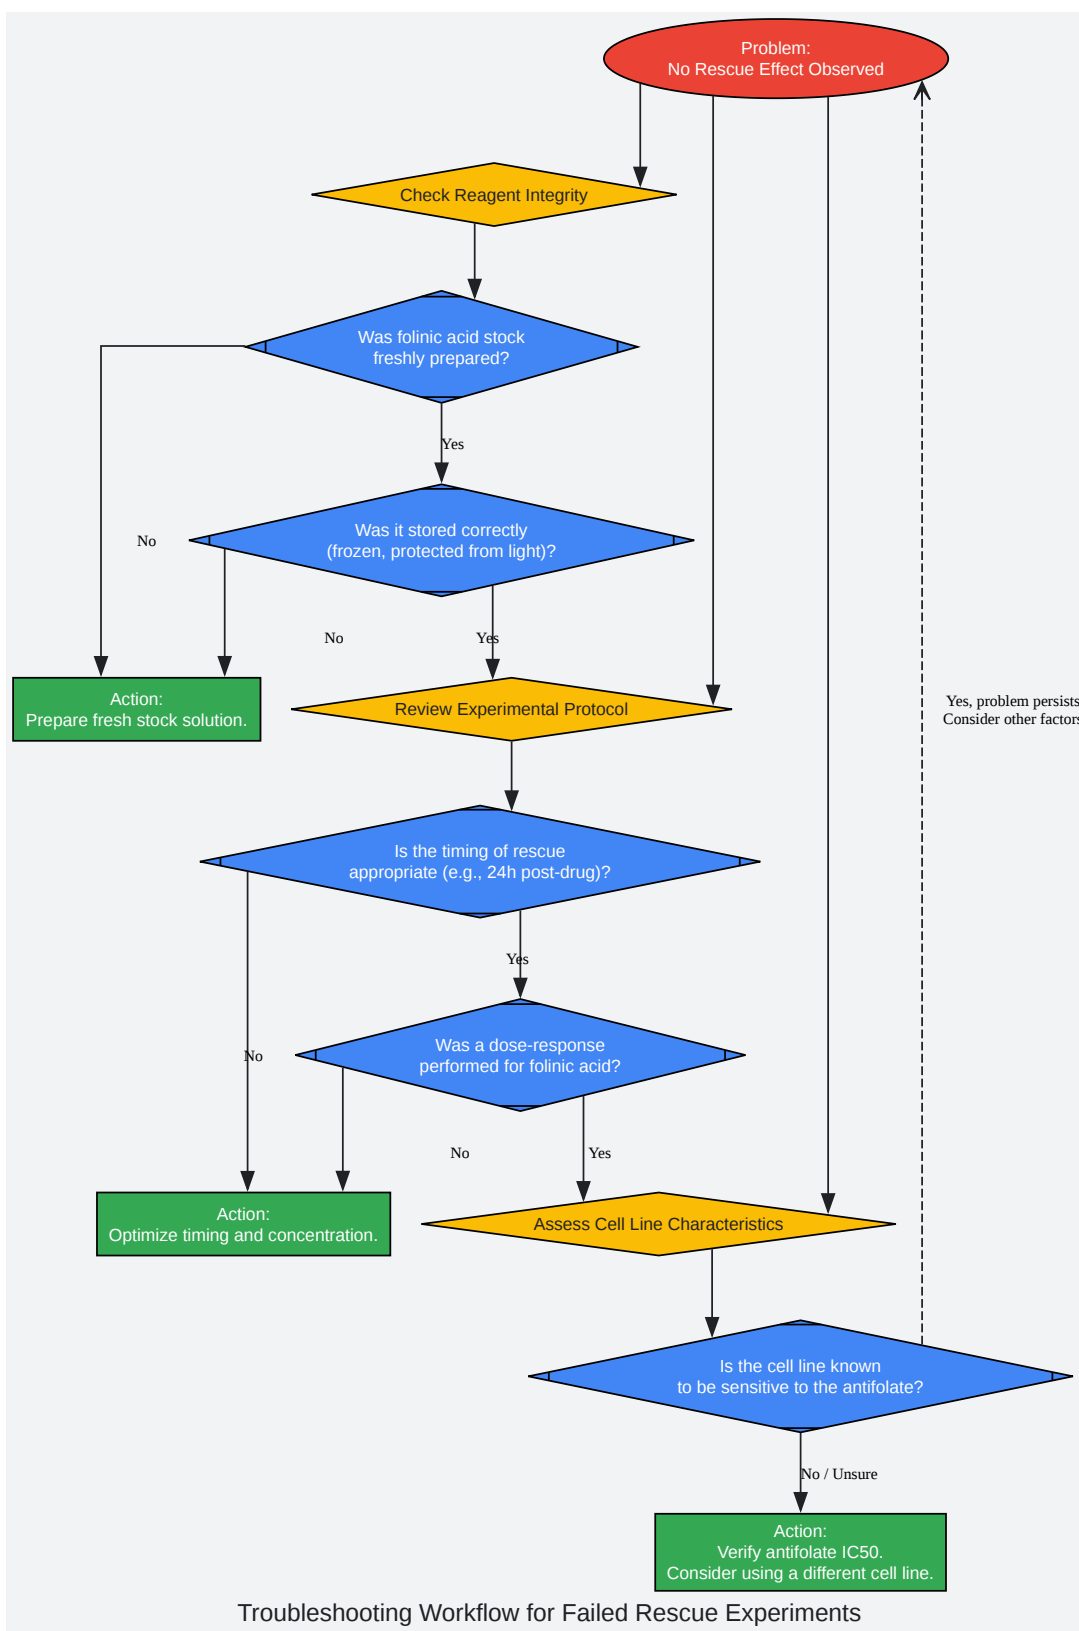 Problem:
No Rescue Effect Observed
Check Reagent Integrity
Was folinic acid stock
freshly prepared?
Yes
Was it stored correctly
(frozen, protected from light)?
No
No
Yes
Action:
Prepare fresh stock solution.
Review Experimental Protocol
Yes, problem persists
Consider other factors
Is the timing of rescue
appropriate (e.g., 24h post-drug)?
Yes
Was a dose-response
performed for folinic acid?
No
No
Yes
Action:
Optimize timing and concentration.
Assess Cell Line Characteristics
Is the cell line known
to be sensitive to the antifolate?
No / Unsure
Action:
Verify antifolate IC50.
Consider using a different cell line.
Troubleshooting Workflow for Failed Rescue Experiments